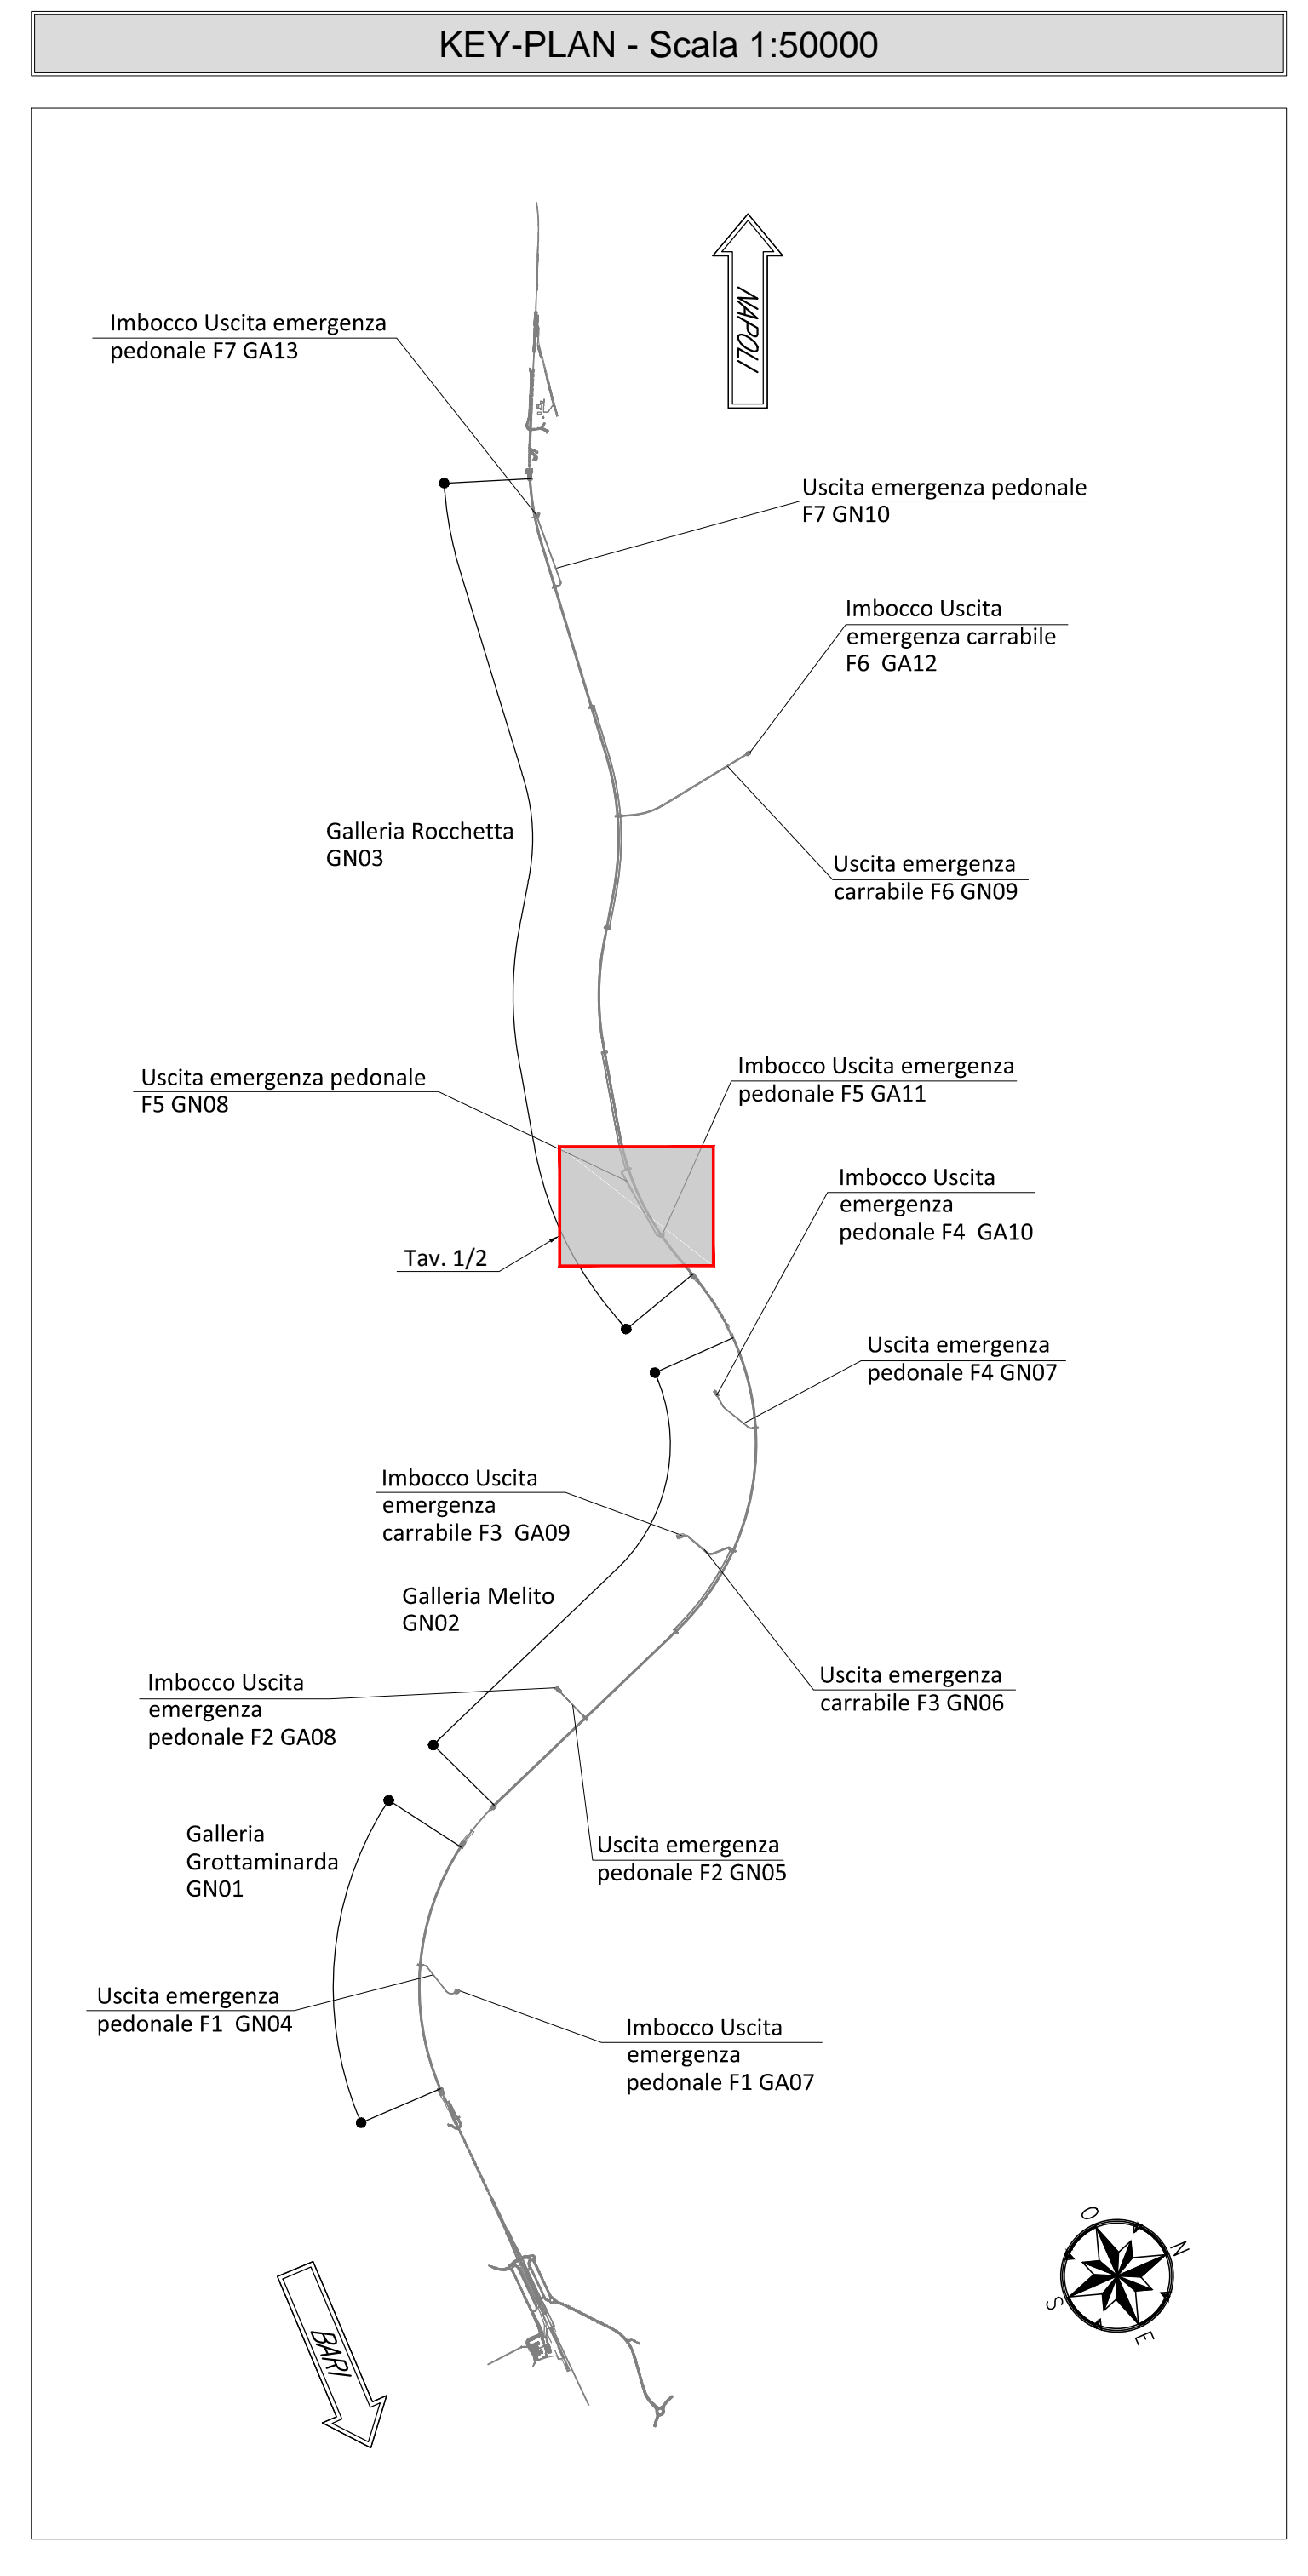 KEY-PLAN - Scala 1:50000
NAPOLI
Imbocco Uscita emergenza
pedonale F7 GA13
Uscita emergenza pedonale
F7 GN10
Imbocco Uscita
emergenza carrabile
F6 GA12
Galleria Rocchetta
GN03
Uscita emergenza
carrabile F6 GN09
Uscita emergenza pedonale
F5 GN08
Imbocco Uscita emergenza
pedonale F5 GA11
Imbocco Uscita
emergenza
pedonale F4 GA10
Tav. 1/2
Uscita emergenza
pedonale F4 GN07
Imbocco Uscita
emergenza
carrabile F3 GA09
Galleria Melito
GN02
Uscita emergenza
carrabile F3 GN06
Imbocco Uscita
emergenza
pedonale F2 GA08
Galleria
Grottaminarda
GN01
Uscita emergenza
pedonale F2 GN05
Uscita emergenza
pedonale F1 GN04
Imbocco Uscita
emergenza
pedonale F1 GA07
BARI
O
N
S
E